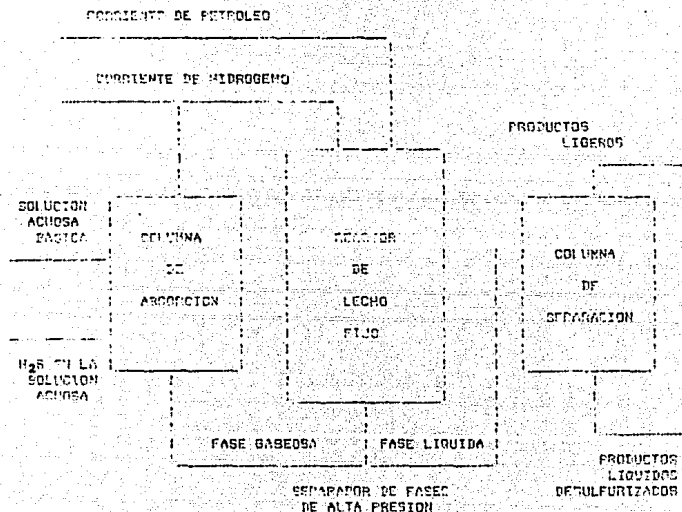 CORRIENTE DE PETROLEO
CORRIENTE DE HIDROGENO
PRODUCTOS
LIGEROS
SOLUCION
ACUOSA
BASICA
COLUMNA
DE
ABSORCION
REACTOR
DE
LECHO
FIJO
COLUMNA
DE
SEPARACION
H2S EN LA
SOLUCION
ACUOSA
FASE GASEOSA
FASE LIQUIDA
SEPARADOR DE FASES
DE ALTA PRESION
PRODUCTOS
LIQUIDOS
DESULFURIZADOS